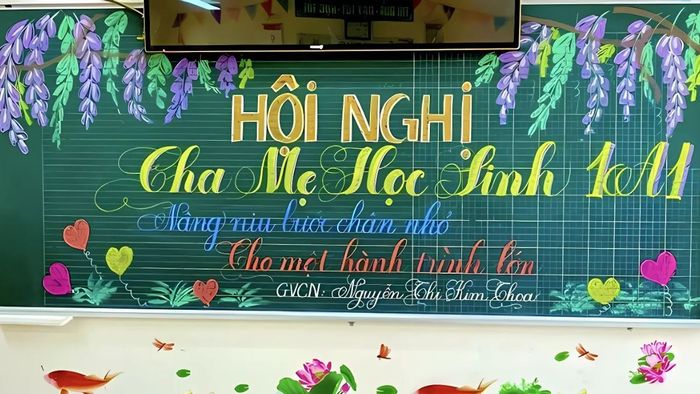 HỘI NGHỊ
Cha Mẹ Học Sinh 1A1
Nâng niu bước chân nhỏ
Cho một hành trình lớn
GVCN: Nguyễn Thị Kim Thoa